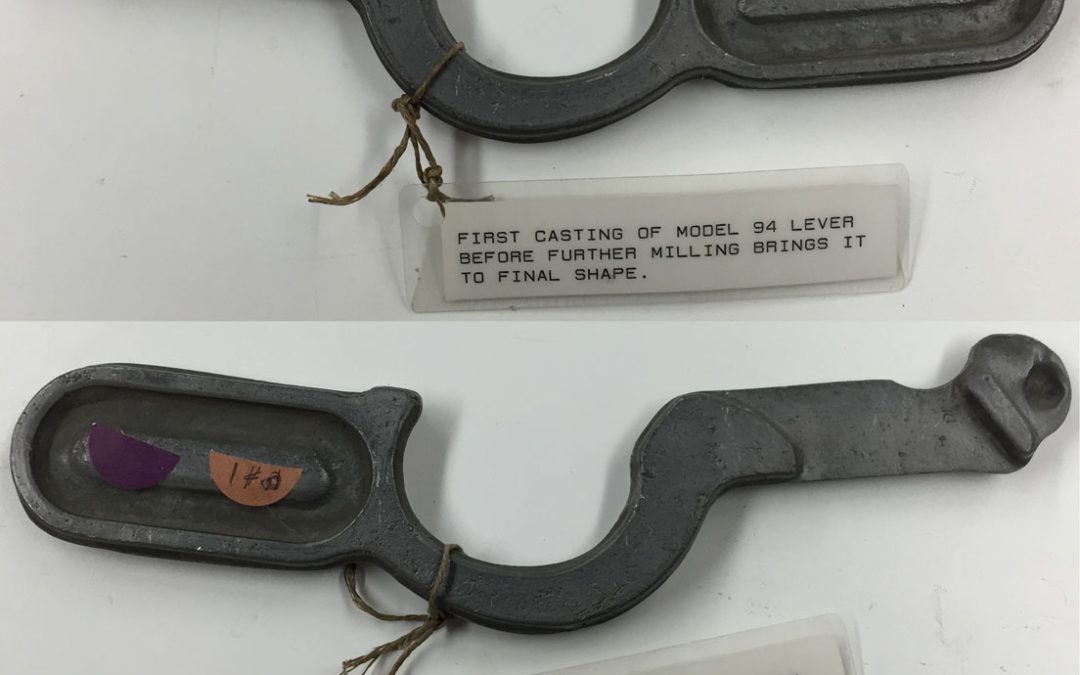 FIRST CASTING OF MODEL 94 LEVER
BEFORE FURTHER MILLING BRINGS IT
TO FINAL SHAPE.